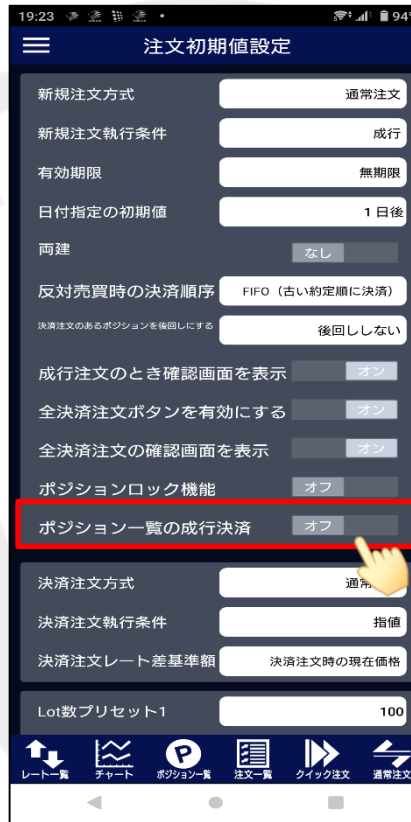 19:23 94%
注文初期値設定
新規注文方式 通常注文
新規注文執行条件 成行
有効期限 無期限
日付指定の初期値 1日後
両建 なし
反対売買時の決済順序 FIFO（古い約定順に決済）
決済注文のあるポジションを後回しにする 後回ししない
成行注文のとき確認画面を表示 オン
全決済注文ボタンを有効にする オン
全決済注文の確認画面を表示 オン
ポジションロック機能 オフ
ポジション一覧の成行決済 オフ
決済注文方式 通常
決済注文執行条件 指値
決済注文レート差基準額 決済注文時の現在価格
Lot数プリセット1 100
レート一覧 チャート ポジション一覧 注文一覧 クイック注文 通常注文